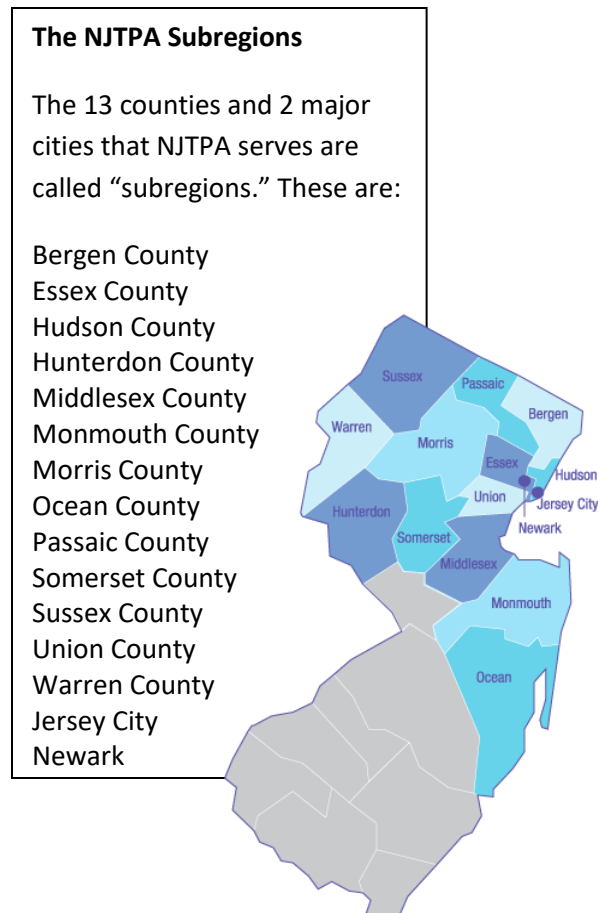 The NJTPA Subregions
The 13 counties and 2 major
cities that NJTPA serves are
called “subregions.” These are:
Bergen County
Essex County
Hudson County
Hunterdon County
Middlesex County
Monmouth County
Morris County
Ocean County
Passaic County
Somerset County
Sussex County
Union County
Warren County
Jersey City
Newark
Sussex
Passaic
Bergen
Warren
Morris
Essex
Hudson
Union
Jersey City
Hunterdon
Newark
Somerset
Middlesex
Monmouth
Ocean